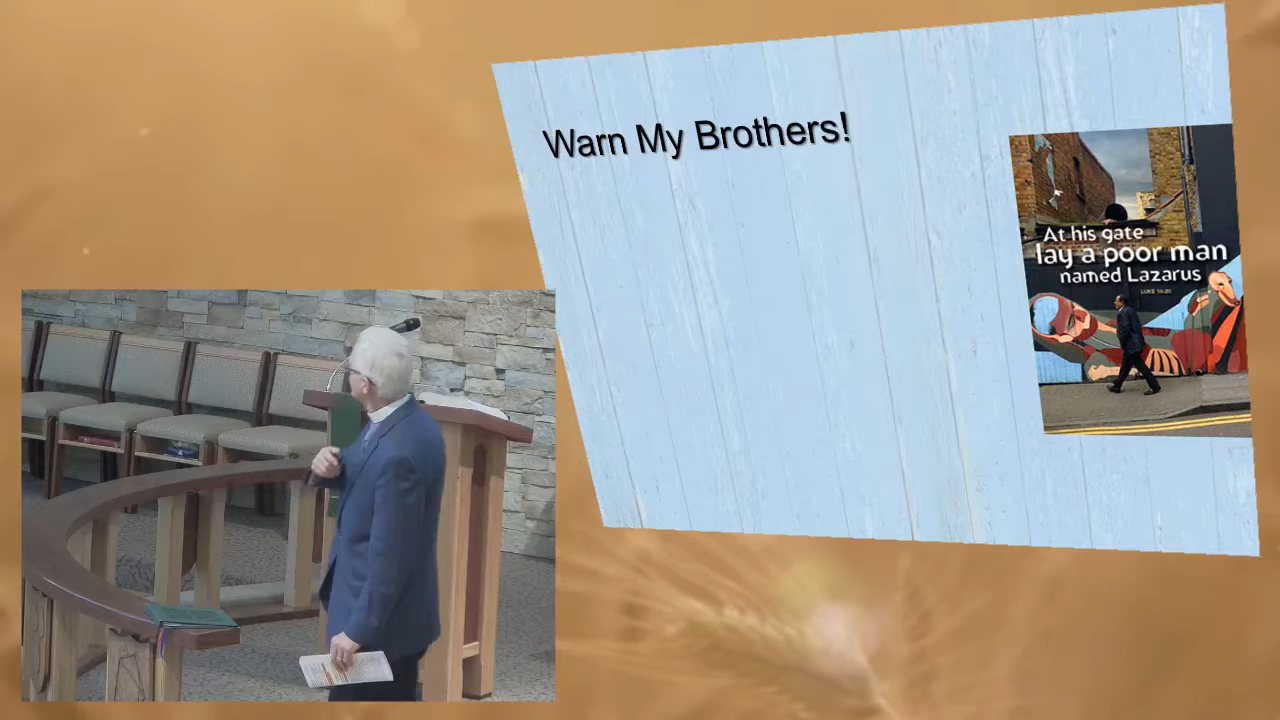 Warn My Brothers!
At his gate
lay a poor man
named Lazarus
LUKE 16:20